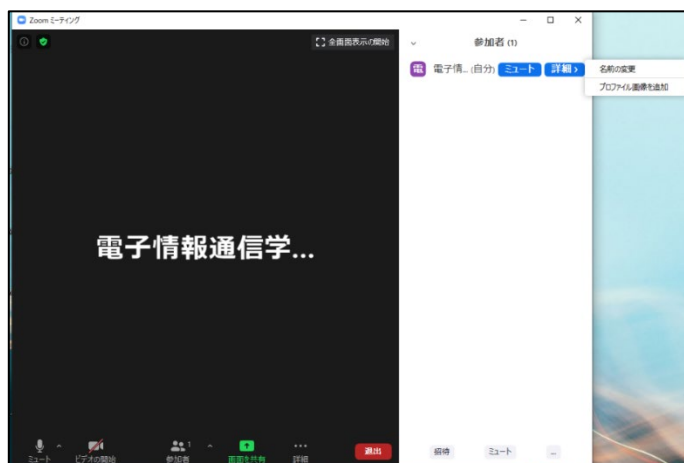 Zoom ミーティング
全画面表示の開始
参加者 (1)
電 電子情... (自分) ミュート 詳細 >
名前の変更
プロファイル画像を追加
電子情報通信学...
ミュート
ビデオの開始
参加者 1
画面を共有
詳細
退出
招待
ミュート
...